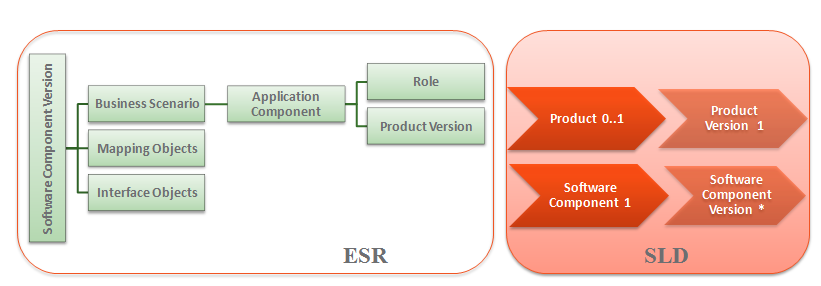 Software Component Version
Business Scenario
Mapping Objects
Interface Objects
Application
Component
Role
Product Version
ESR
Product 0..1
Product
Version 1
Software
Component 1
Software
Component
Version *
SLD